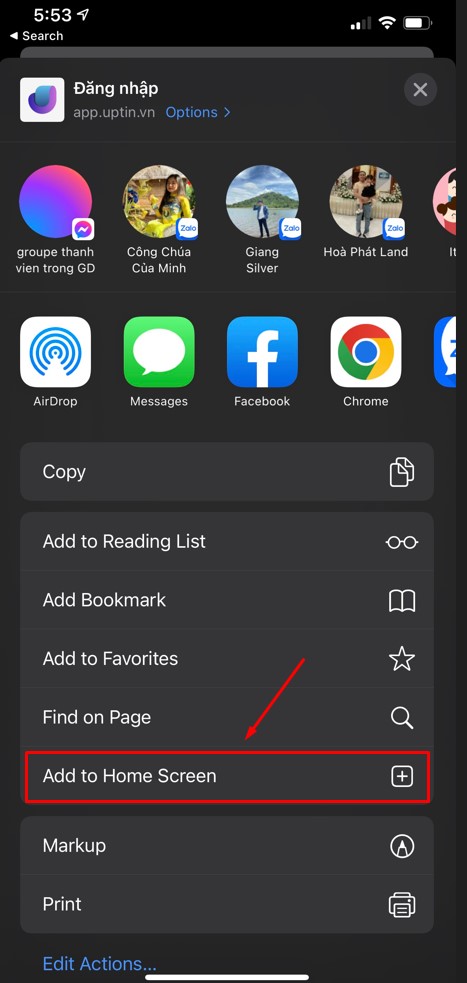 5:53
◀ Search
Đăng nhập
app.uptin.vn Options >
groupe thanh
vien trong GD
Zalo
Công Chúa
Của Minh
Zalo
Giang
Silver
Zalo
Hoà Phát Land
It
AirDrop
Messages
Facebook
Chrome
Z
Copy
Add to Reading List
Add Bookmark
Add to Favorites
Find on Page
Add to Home Screen
Markup
Print
Edit Actions...